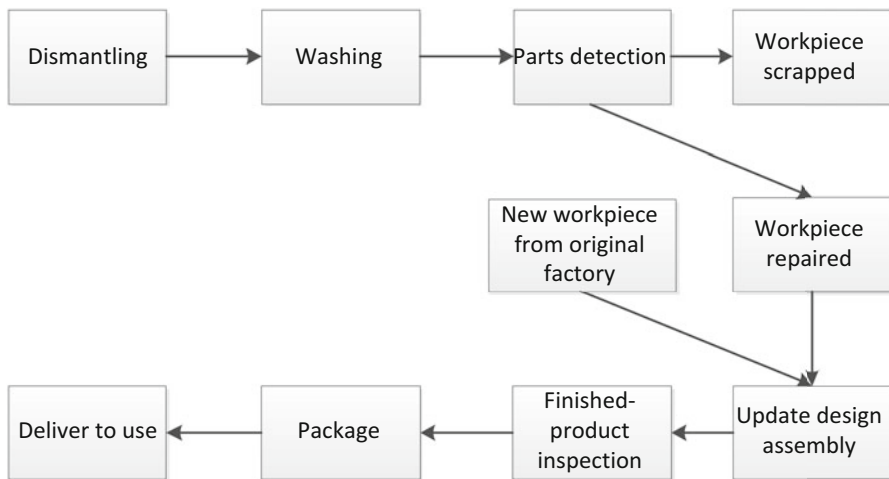 Dismantling
Washing
Parts detection
Workpiece
scrapped
New workpiece
from original
factory
Workpiece
repaired
Deliver to use
Package
Finished-
product
inspection
Update design
assembly